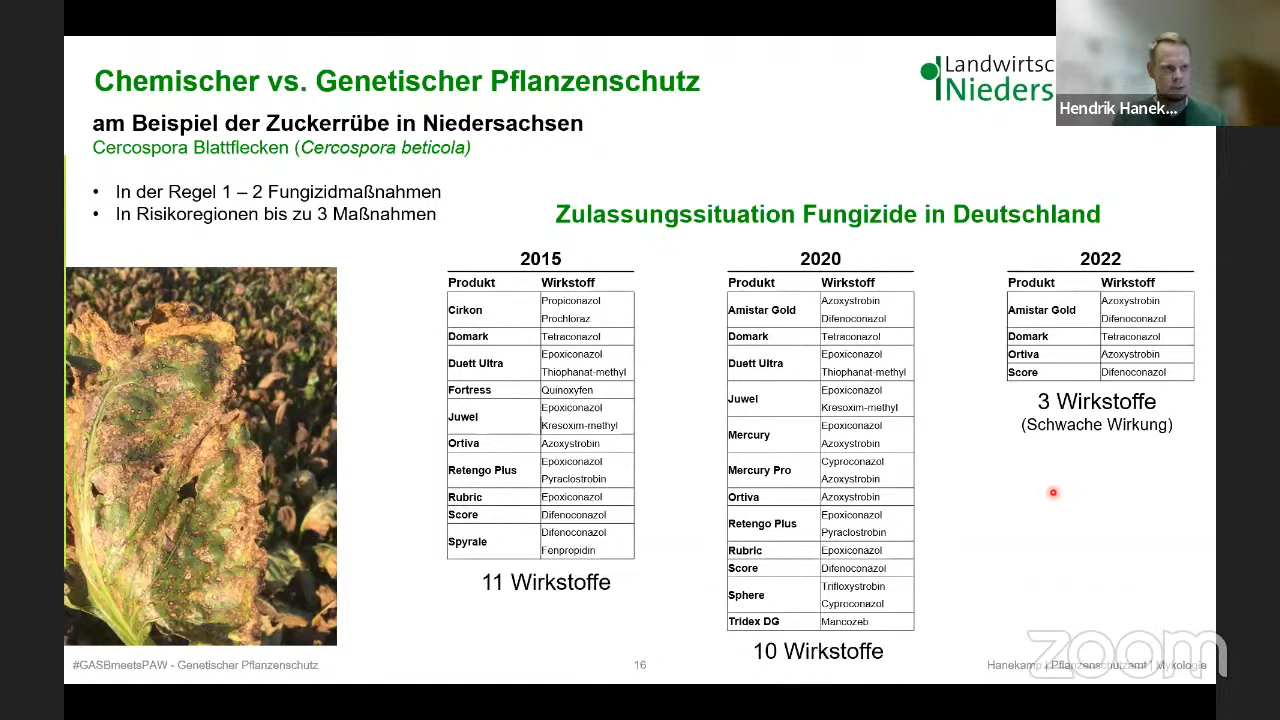 Chemischer vs. Genetischer Pflanzenschutz
am Beispiel der Zuckerrübe in Niedersachsen
Cercospora Blattflecken (Cercospora beticola)
Landwirtsc
Nieders
Hendrik Hanek...
• In der Regel 1 – 2 Fungizidmaßnahmen
• In Risikoregionen bis zu 3 Maßnahmen
Zulassungssituation Fungizide in Deutschland
2015
Produkt Wirkstoff
Cirkon Propiconazol
Prochloraz
Domark Tetraconazol
Duett Ultra Epoxiconazol
Thiophanat-methyl
Fortress Quinoxyfen
Juwel Epoxiconazol
Kresoxim-methyl
Ortiva Azoxystrobin
Retengo Plus Epoxiconazol
Pyraclostrobin
Rubric Epoxiconazol
Score Difenoconazol
Spyrale Difenoconazol
Fenpropidin
11 Wirkstoffe
2020
Produkt Wirkstoff
Amistar Gold Azoxystrobin
Difenoconazol
Domark Tetraconazol
Duett Ultra Epoxiconazol
Thiophanat-methyl
Juwel Epoxiconazol
Kresoxim-methyl
Mercury Epoxiconazol
Azoxystrobin
Mercury Pro Cyproconazol
Azoxystrobin
Ortiva Azoxystrobin
Retengo Plus Epoxiconazol
Pyraclostrobin
Rubric Epoxiconazol
Score Difenoconazol
Sphere Trifloxystrobin
Cyproconazol
Tridex DG Mancozeb
10 Wirkstoffe
2022
Produkt Wirkstoff
Amistar Gold Azoxystrobin
Difenoconazol
Domark Tetraconazol
Ortiva Azoxystrobin
Score Difenoconazol
3 Wirkstoffe
(Schwache Wirkung)
#GASBmeetsPAW - Genetischer Pflanzenschutz
16
Hanekamp | Pflanzenschutzamt | Mykologie
zoom